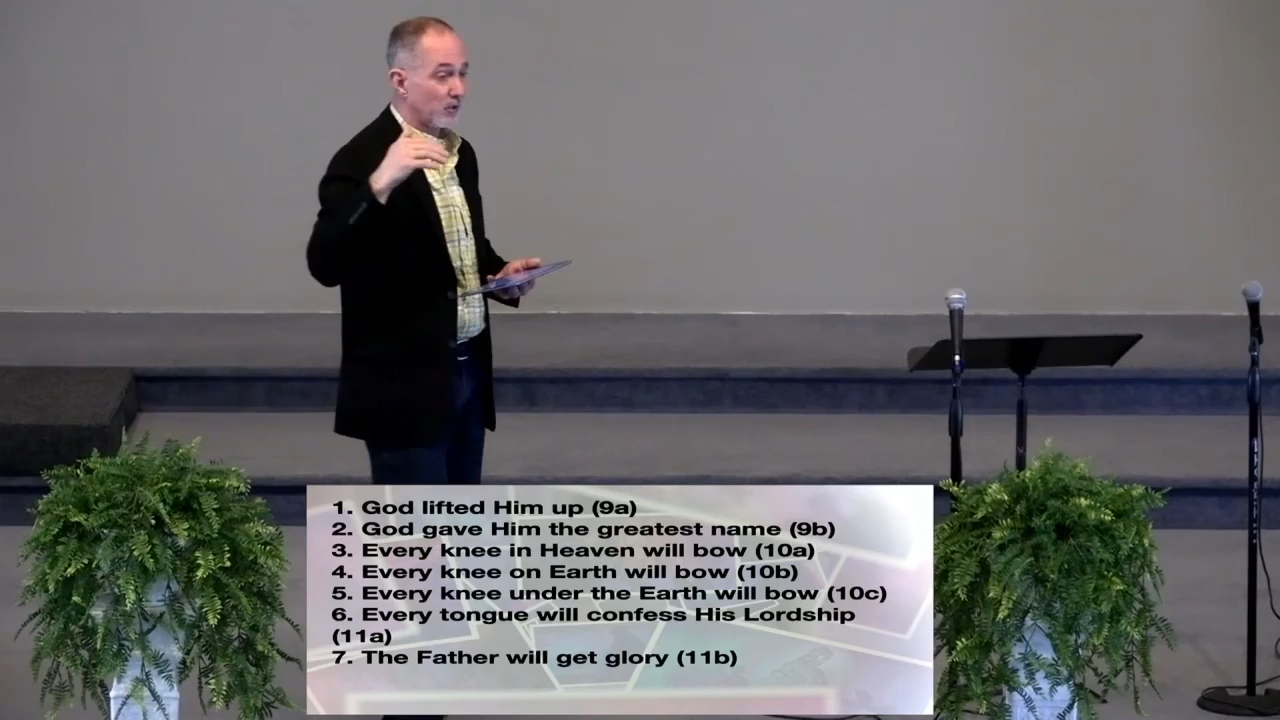 1. God lifted Him up (9a)
2. God gave Him the greatest name (9b)
3. Every knee in Heaven will bow (10a)
4. Every knee on Earth will bow (10b)
5. Every knee under the Earth will bow (10c)
6. Every tongue will confess His Lordship
(11a)
7. The Father will get glory (11b)